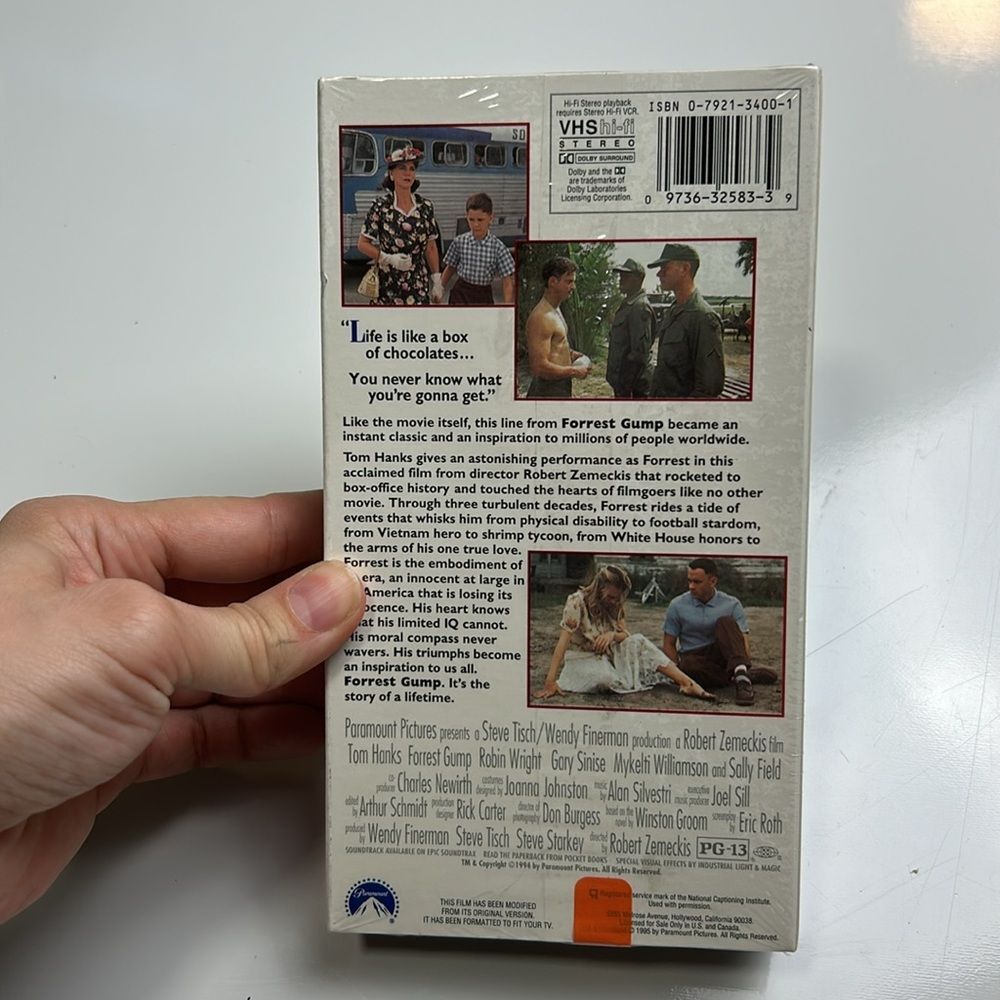 Hi-Fi Stereo playback
requires Stereo Hi-Fi VCR.
VHS hi-fi
STEREO
DOLBY SURROUND
Dolby and the
are trademarks of
Dolby Laboratories
Licensing Corporation.
ISBN 0-7921-3400-1
0 9736-32583-3 9
SD
“Life is like a box
of chocolates...
You never know what
you’re gonna get.”
Like the movie itself, this line from Forrest Gump became an
instant classic and an inspiration to millions of people worldwide.
Tom Hanks gives an astonishing performance as Forrest in this
acclaimed film from director Robert Zemeckis that rocketed to
box-office history and touched the hearts of filmgoers like no other
movie. Through three turbulent decades, Forrest rides a tide of
events that whisks him from physical disability to football stardom,
from Vietnam hero to shrimp tycoon, from White House honors to
the arms of his one true love.
Forrest is the embodiment of
era, an innocent at large in
America that is losing its
ocence. His heart knows
at his limited IQ cannot.
His moral compass never
wavers. His triumphs become
an inspiration to us all.
Forrest Gump. It’s the
story of a lifetime.
Paramount Pictures presents a Steve Tisch/Wendy Finerman production a Robert Zemeckis film
Tom Hanks Forrest Gump Robin Wright Gary Sinise Mykelti Williamson and Sally Field
co-producer Charles Newirth costumes designed by Joanna Johnston music by Alan Silvestri executive music producer Joel Sill
edited by Arthur Schmidt production designer Rick Carter director of photography Don Burgess based on the novel by Winston Groom screenplay by Eric Roth
produced by Wendy Finerman Steve Tisch Steve Starkey directed by Robert Zemeckis PG-13
SOUNDTRACK AVAILABLE ON EPIC SOUNDTRAX READ THE PAPERBACK FROM POCKET BOOKS SPECIAL VISUAL EFFECTS BY INDUSTRIAL LIGHT & MAGIC
TM & Copyright © 1994 by Paramount Pictures. All Rights Reserved.
Paramount
THIS FILM HAS BEEN MODIFIED
FROM ITS ORIGINAL VERSION.
IT HAS BEEN FORMATTED TO FIT YOUR TV.
Registered service mark of the National Captioning Institute.
Used with permission.
5555 Melrose Avenue, Hollywood, California 90038.
Licensed for Sale Only in U.S. and Canada.
© 1995 by Paramount Pictures. All Rights Reserved.